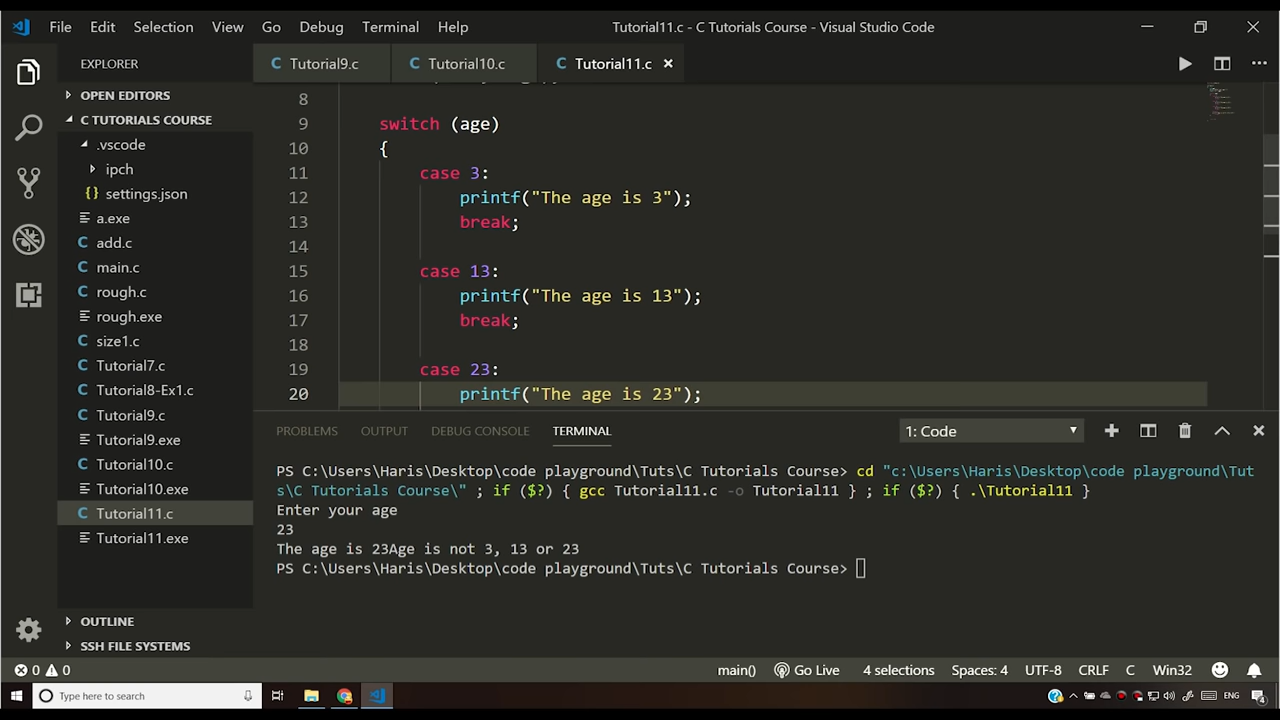 File Edit Selection View Go Debug Terminal Help Tutorial11.c - C Tutorials Course - Visual Studio Code
EXPLORER
C Tutorial9.c C Tutorial10.c C Tutorial11.c
OPEN EDITORS
C TUTORIALS COURSE
.vscode
ipch
{} settings.json
a.exe
C add.c
C main.c
C rough.c
rough.exe
C size1.c
C Tutorial7.c
C Tutorial8-Ex1.c
C Tutorial9.c
Tutorial9.exe
C Tutorial10.c
Tutorial10.exe
C Tutorial11.c
Tutorial11.exe
OUTLINE
SSH FILE SYSTEMS
8
9 switch (age)
10 {
11 case 3:
12 printf("The age is 3");
13 break;
14
15 case 13:
16 printf("The age is 13");
17 break;
18
19 case 23:
20 printf("The age is 23");
PROBLEMS OUTPUT DEBUG CONSOLE TERMINAL 1: Code
PS C:\Users\Haris\Desktop\code playground\Tuts\C Tutorials Course> cd "c:\Users\Haris\Desktop\code playground\Tut
s\C Tutorials Course\" ; if ($?) { gcc Tutorial11.c -o Tutorial11 } ; if ($?) { .\Tutorial11 }
Enter your age
23
The age is 23Age is not 3, 13 or 23
PS C:\Users\Haris\Desktop\code playground\Tuts\C Tutorials Course>
0 0 main() Go Live 4 selections Spaces: 4 UTF-8 CRLF C Win32
Type here to search ENG 4